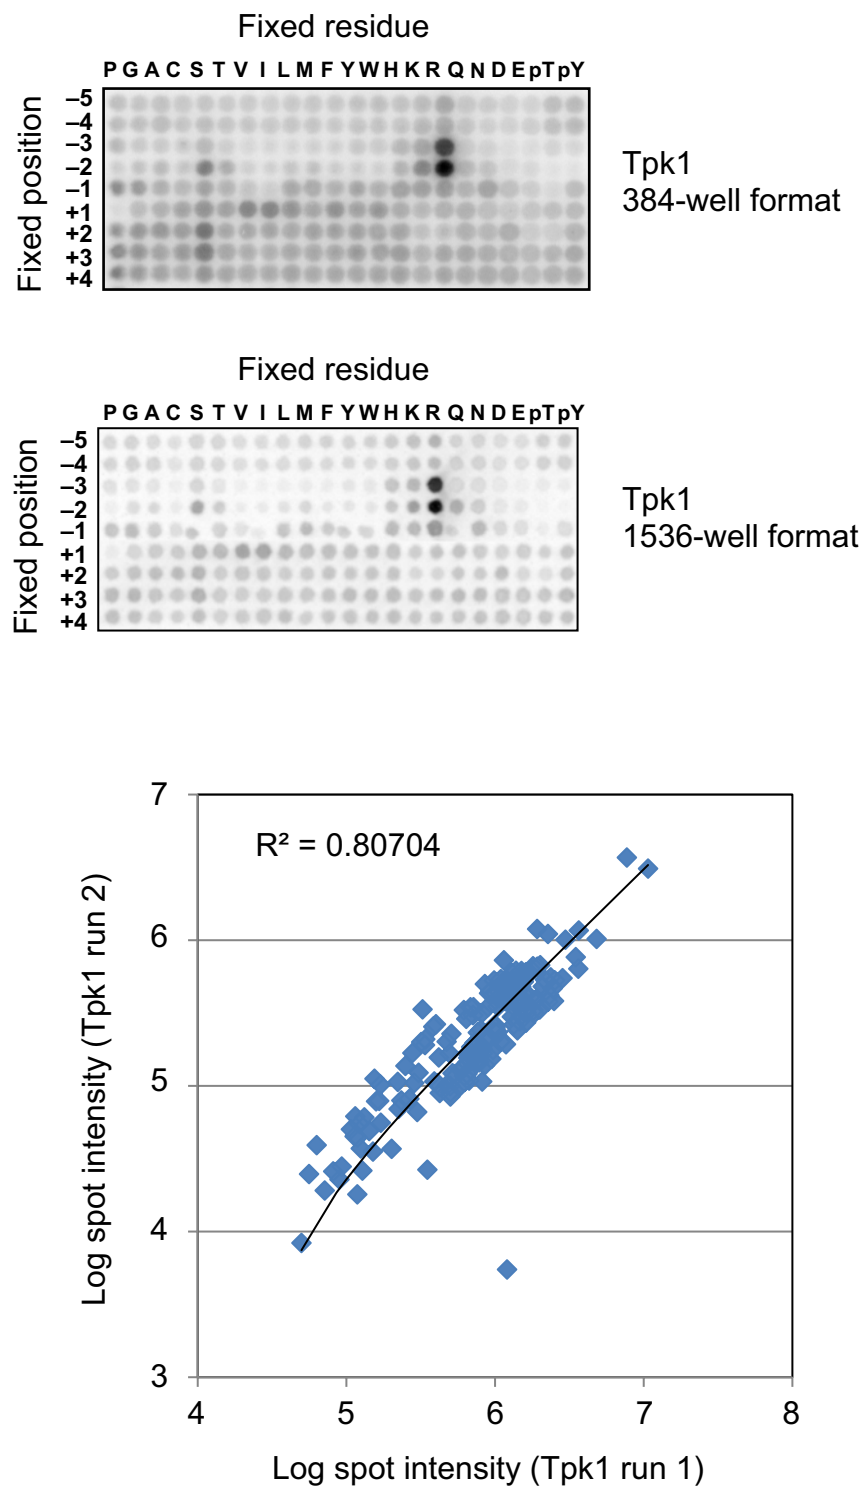 Fixed residue
P G A C S T V I L M F Y W H K R Q N D E pT pY
Fixed position
–5
–4
–3
–2
–1
+1
+2
+3
+4
Tpk1
384-well format
Fixed residue
P G A C S T V I L M F Y W H K R Q N D E pT pY
Fixed position
–5
–4
–3
–2
–1
+1
+2
+3
+4
Tpk1
1536-well format
R² = 0.80704
Log spot intensity (Tpk1 run 2)
7
6
5
4
3
4 5 6 7 8
Log spot intensity (Tpk1 run 1)